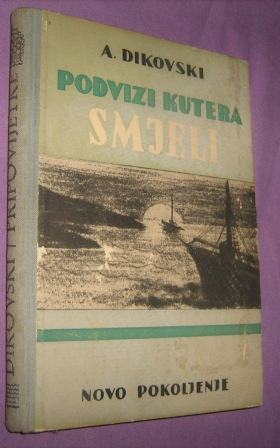 A. DIKOVSKI
PODVIZI KUTERA
SMJELI
NOVO POKOLJENJE
DIKOVSKI PRIPOVIJETKE